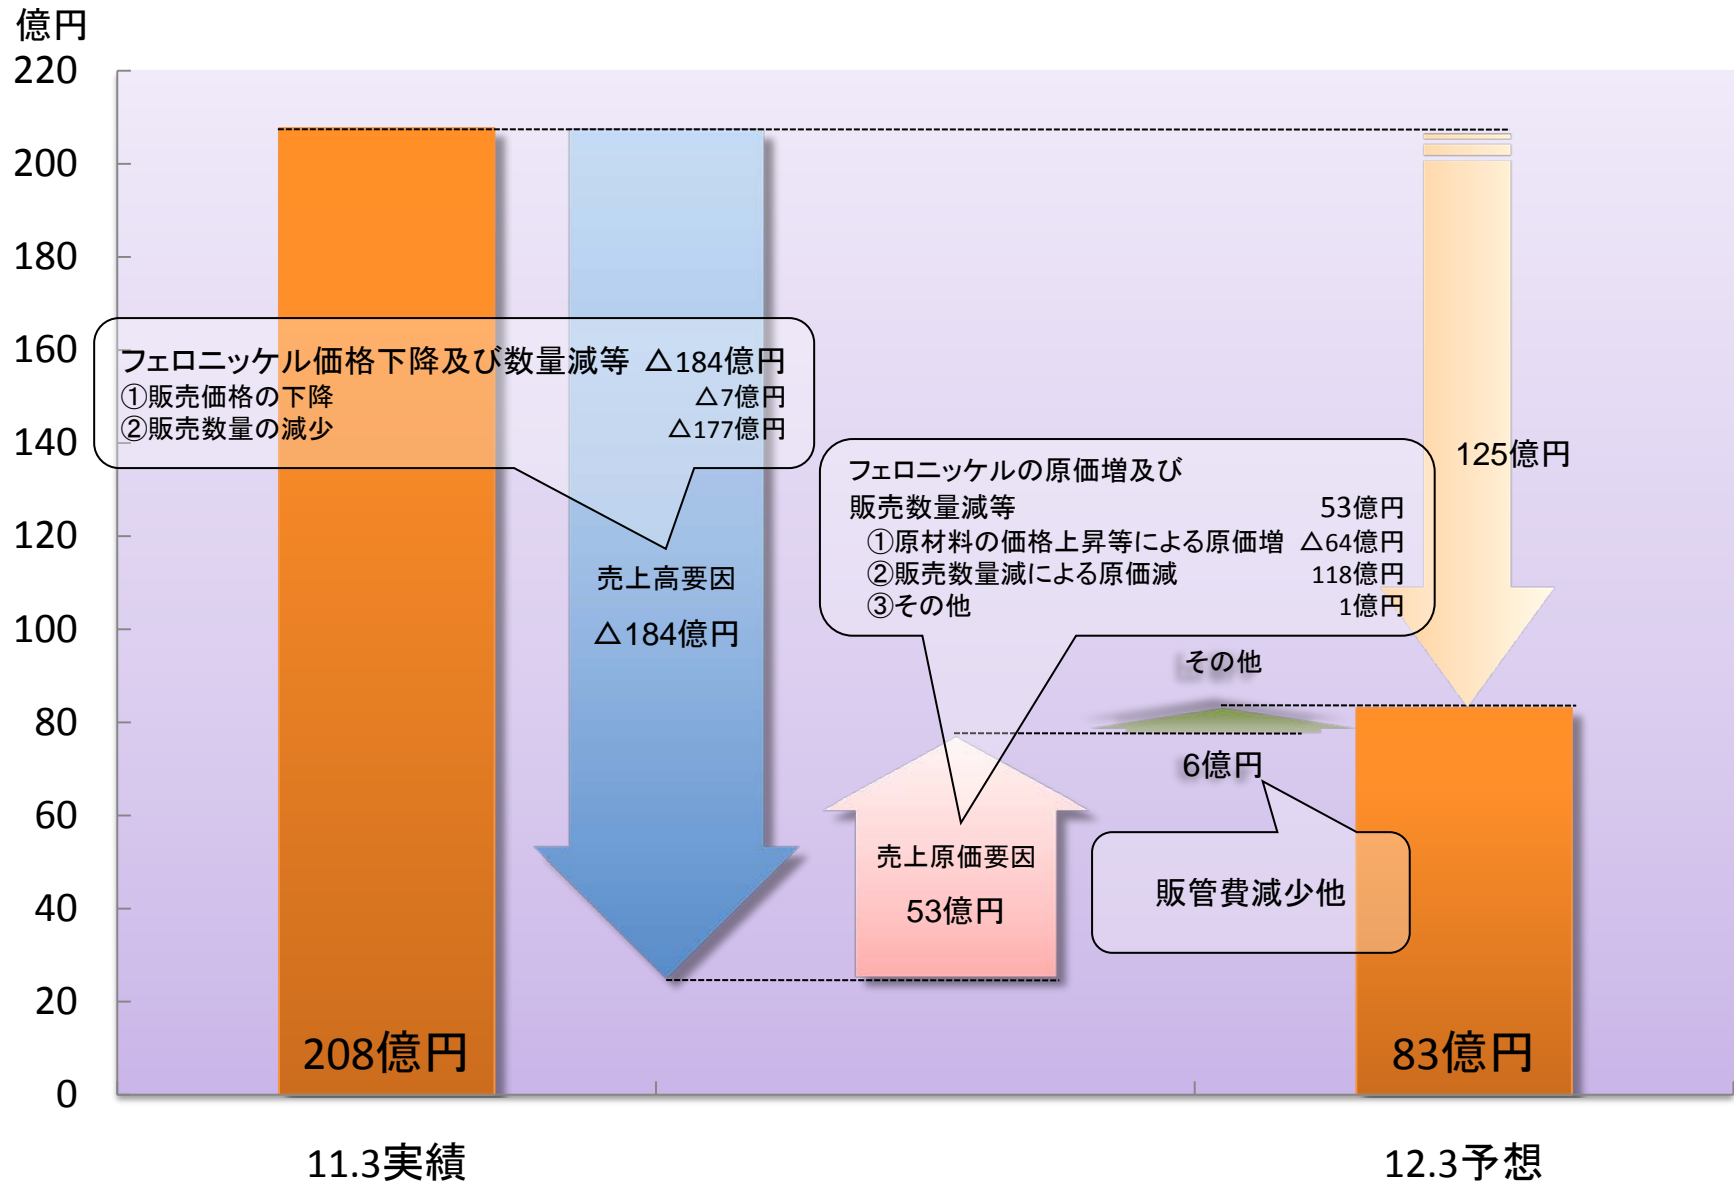 億円
220
200
180
160
140
120
100
80
60
40
20
0
フェロニッケル価格下降及び数量減等 △184億円
①販売価格の下降 △7億円
②販売数量の減少 △177億円
売上高要因
△184億円
フェロニッケルの原価増及び
販売数量減等 53億円
①原材料の価格上昇等による原価増 △64億円
②販売数量減による原価減 118億円
③その他 1億円
125億円
その他
6億円
売上原価要因
53億円
販管費減少他
208億円
83億円
11.3実績
12.3予想